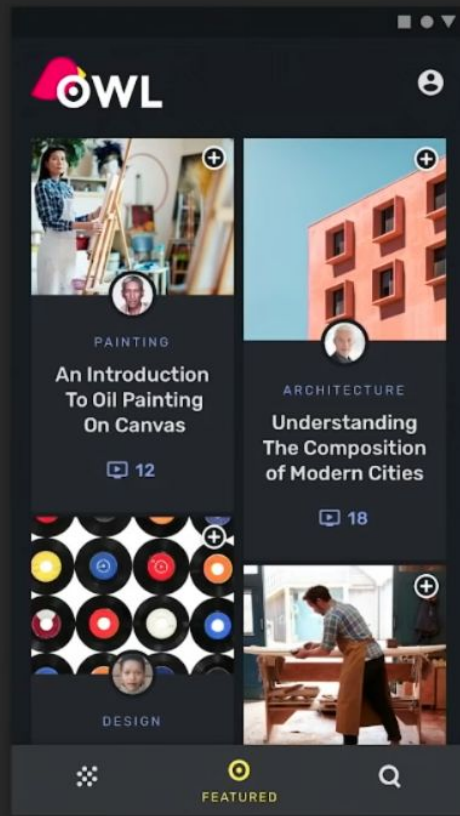 OWL
PAINTING
An Introduction
To Oil Painting
On Canvas
12
ARCHITECTURE
Understanding
The Composition
of Modern Cities
18
DESIGN
FEATURED